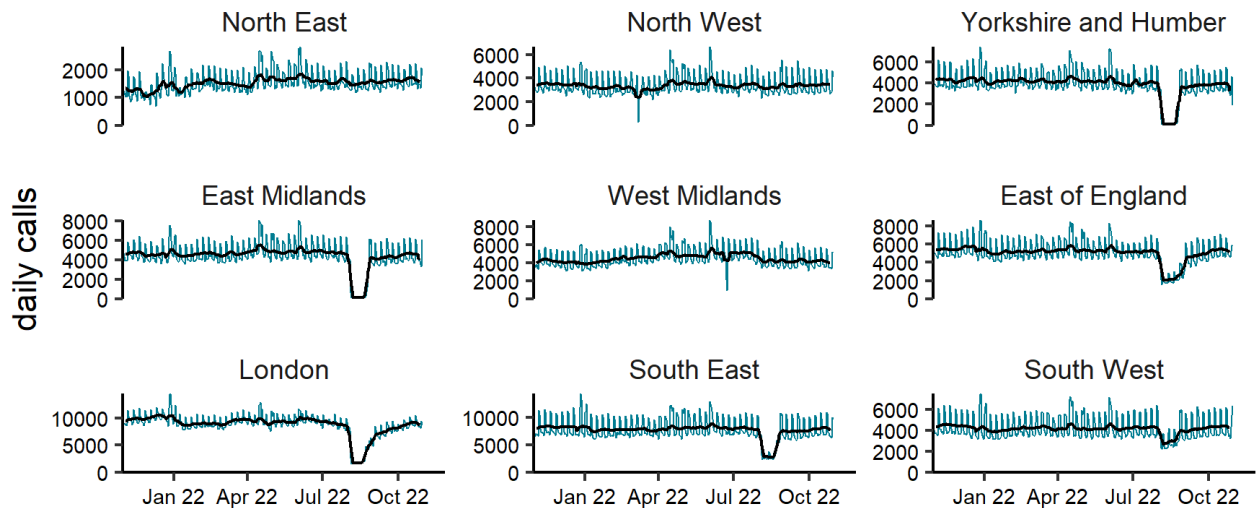 North East
North West
Yorkshire and Humber
2000
1000
0
6000
4000
2000
0
6000
4000
2000
0
daily calls
East Midlands
West Midlands
East of England
8000
6000
4000
2000
0
8000
6000
4000
2000
0
8000
6000
4000
2000
0
London
South East
South West
10000
5000
0
10000
5000
0
6000
4000
2000
0
Jan 22 Apr 22 Jul 22 Oct 22
Jan 22 Apr 22 Jul 22 Oct 22
Jan 22 Apr 22 Jul 22 Oct 22